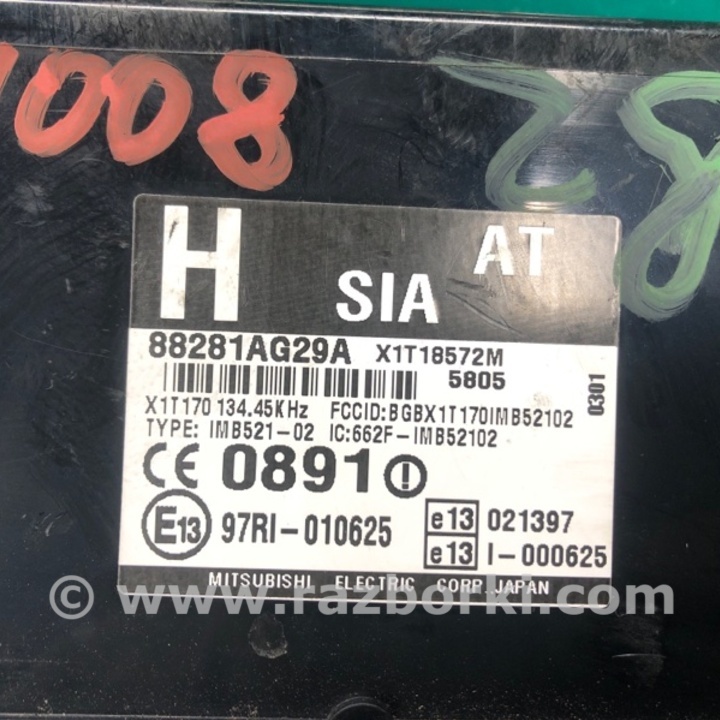 1008
28
H
AT
SIA
88281AG29A X1T18572M
5805
0301
X1T170 134.45KHz FCCID:BGBX1T170IMB52102
TYPE: IMB521-02 IC:662F-IMB52102
CE 0891
E13 97RI-010625 e13 021397
e13 I-000625
MITSUBISHI ELECTRIC CORP.JAPAN
© www.razborki.com